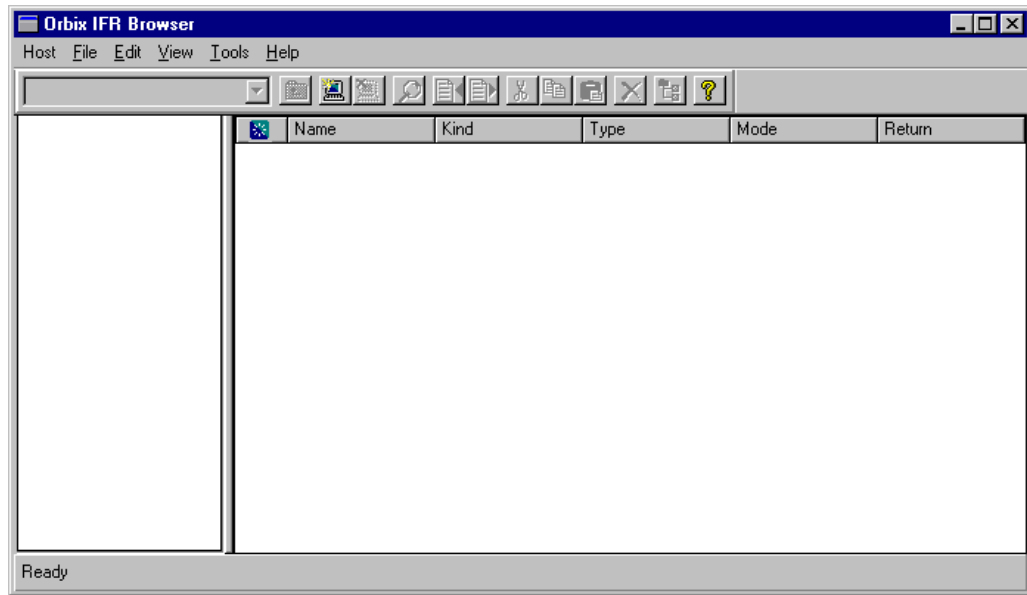 Orbix IFR Browser
Host File Edit View Tools Help
Name Kind Type Mode Return
Ready